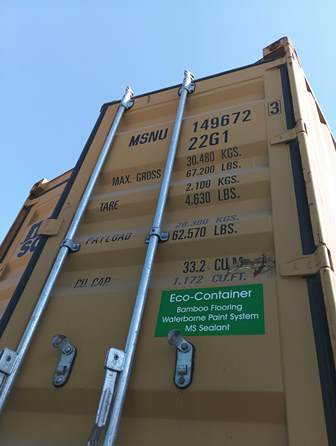 MSNU 149672 3
22G1
MAX. GROSS 30.480 KGS.
67.200 LBS.
TARE 2.100 KGS.
4.630 LBS.
PAYLOAD 28.380 KGS.
62.570 LBS.
CU.CAP. 33.2 CU.M.
1.172 CU.FT.
Eco-Container
Bamboo Flooring
Waterborne Paint System
MS Sealant